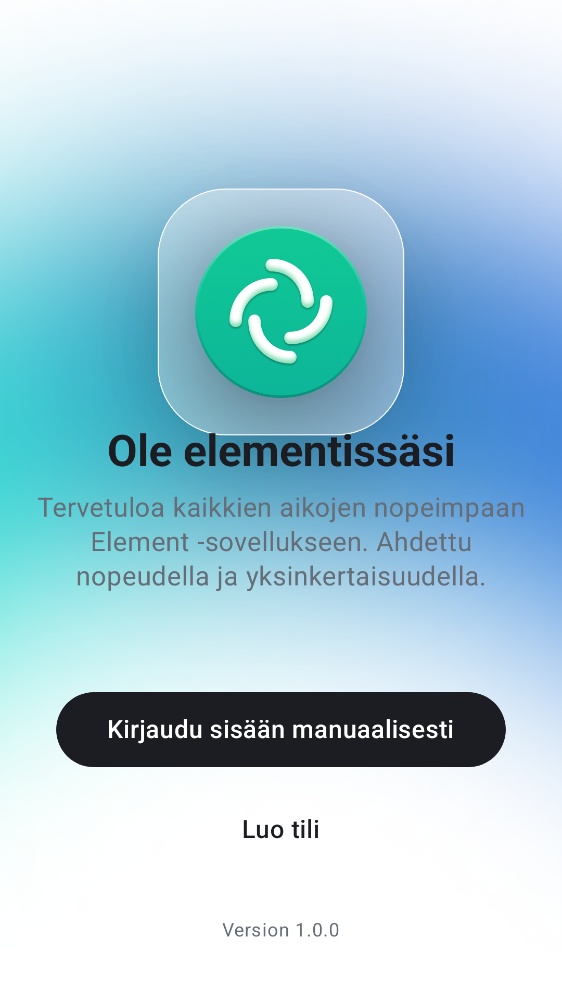 Ole elementissäsi
Tervetuloa kaikkien aikojen nopeimpaan
Element -sovellukseen. Ahdettu
nopeudella ja yksinkertaisuudella.
Kirjaudu sisään manuaalisesti
Luo tili
Version 1.0.0